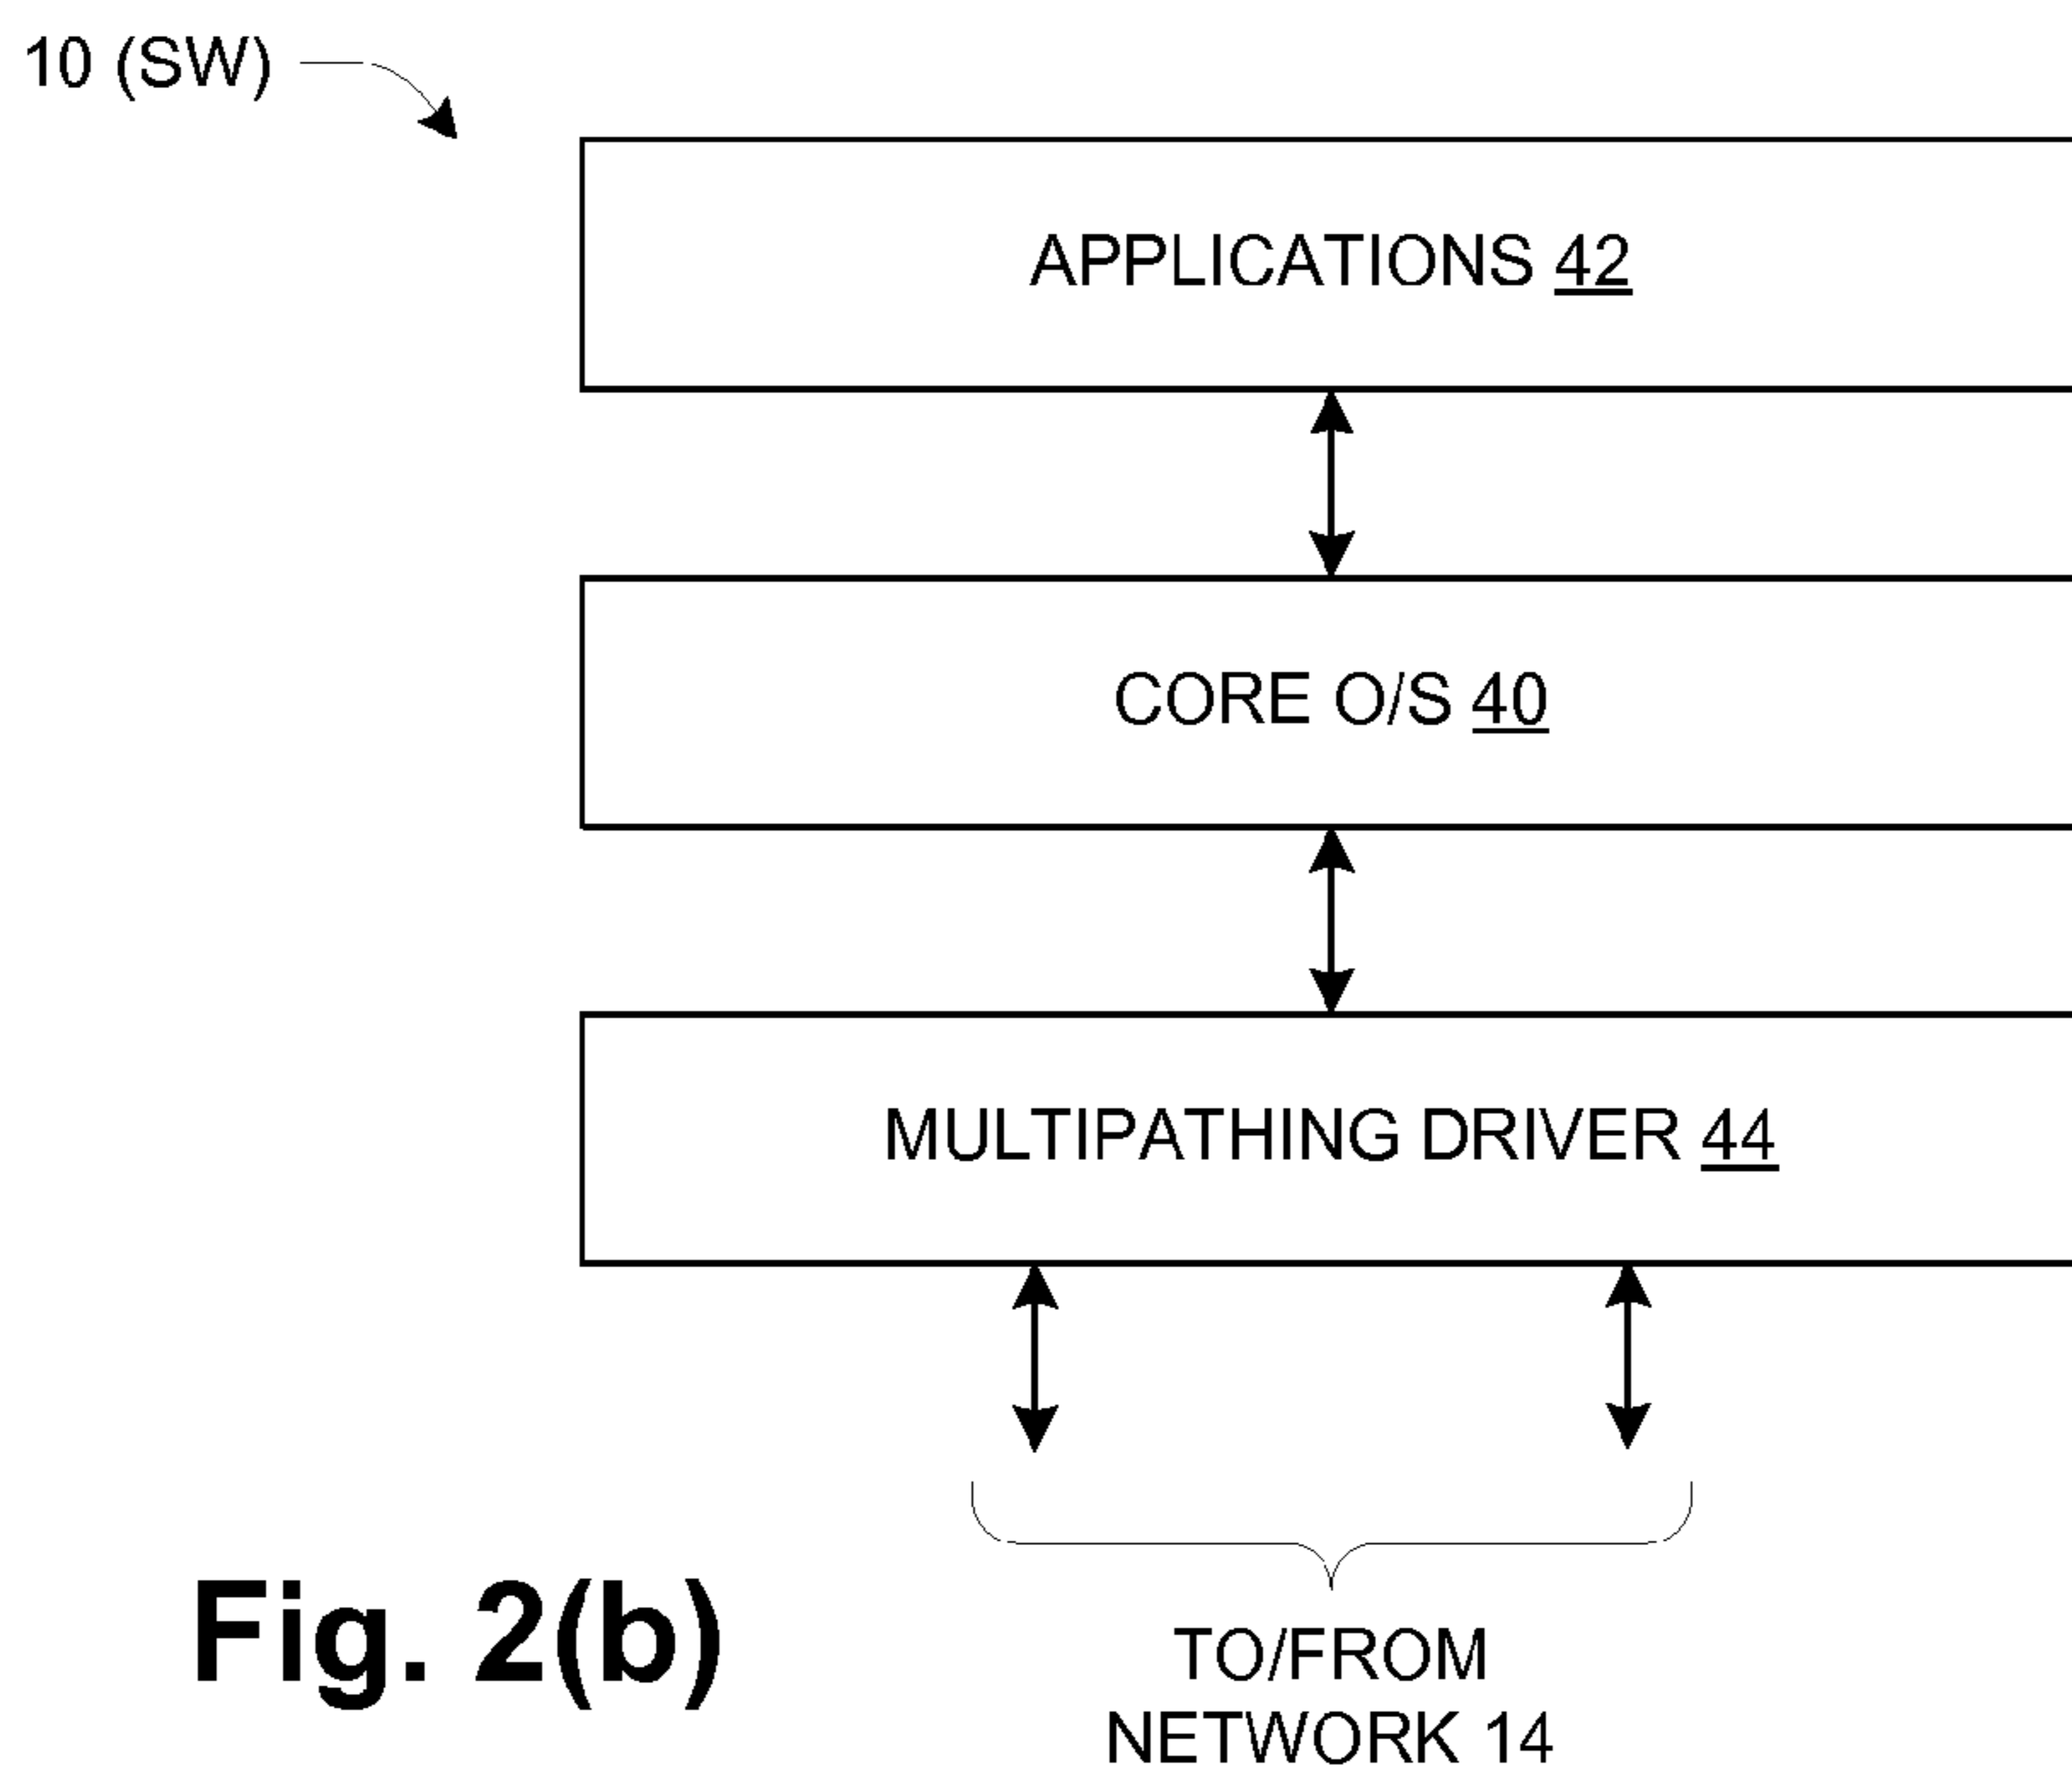 10 (SW)
APPLICATIONS 42
CORE O/S 40
MULTIPATHING DRIVER 44
TO/FROM
NETWORK 14
Fig. 2(b)